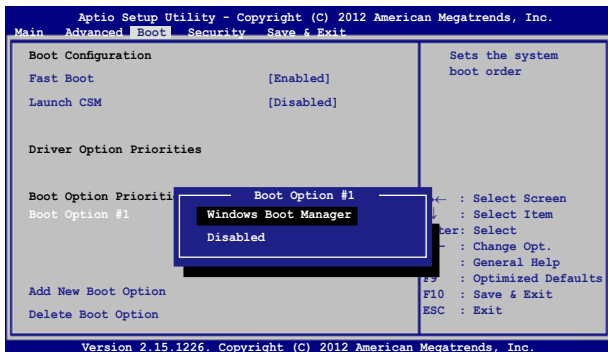 Aptio Setup Utility - Copyright (C) 2012 American Megatrends, Inc.
Main Advanced Boot Security Save & Exit
Boot Configuration
Fast Boot [Enabled]
Launch CSM [Disabled]
Driver Option Priorities
Boot Option Prioriti
Boot Option #1
Add New Boot Option
Delete Boot Option
Boot Option #1
Windows Boot Manager
Disabled
Sets the system
boot order
→← : Select Screen
: Select Item
ter: Select
- : Change Opt.
: General Help
F9 : Optimized Defaults
F10 : Save & Exit
ESC : Exit
Version 2.15.1226. Copyright (C) 2012 American Megatrends, Inc.